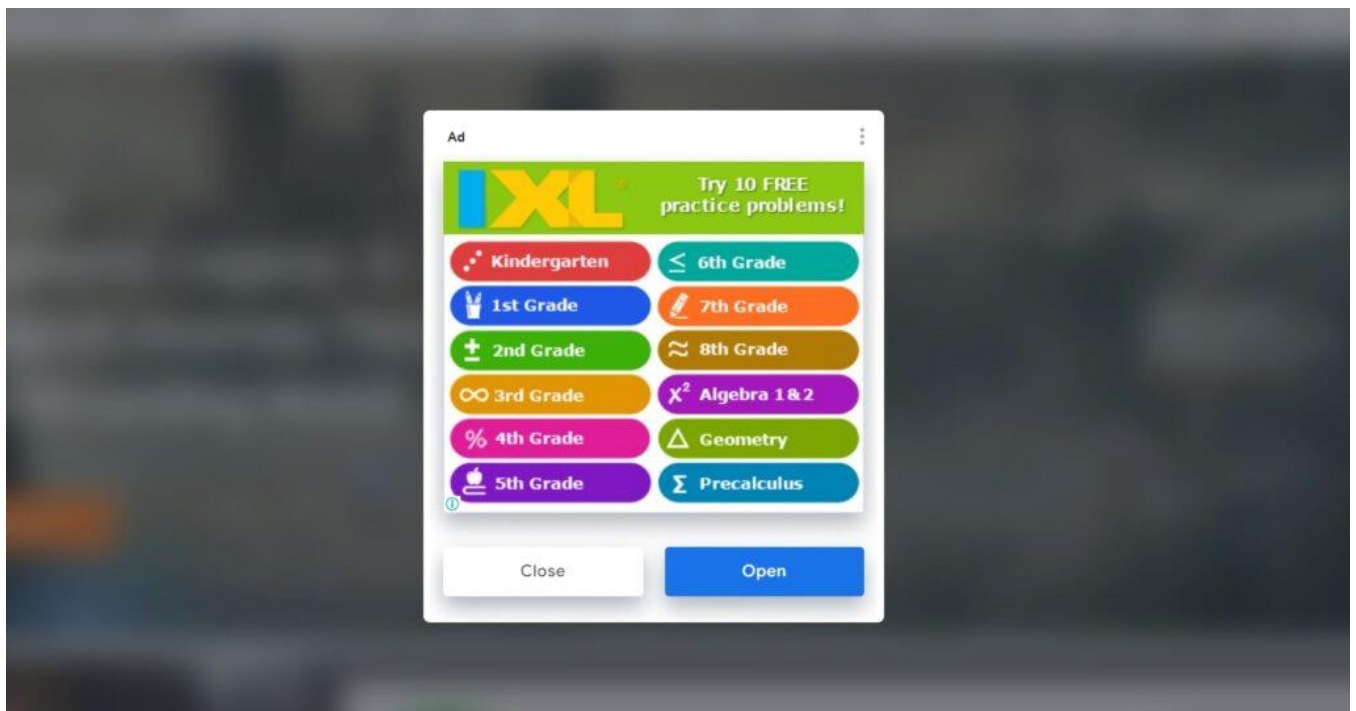 Ad
IXL
Try 10 FREE
practice problems!
Kindergarten
1st Grade
± 2nd Grade
∞ 3rd Grade
% 4th Grade
5th Grade
≤ 6th Grade
7th Grade
≈ 8th Grade
X² Algebra 1&2
Geometry
Σ Precalculus
Close
Open